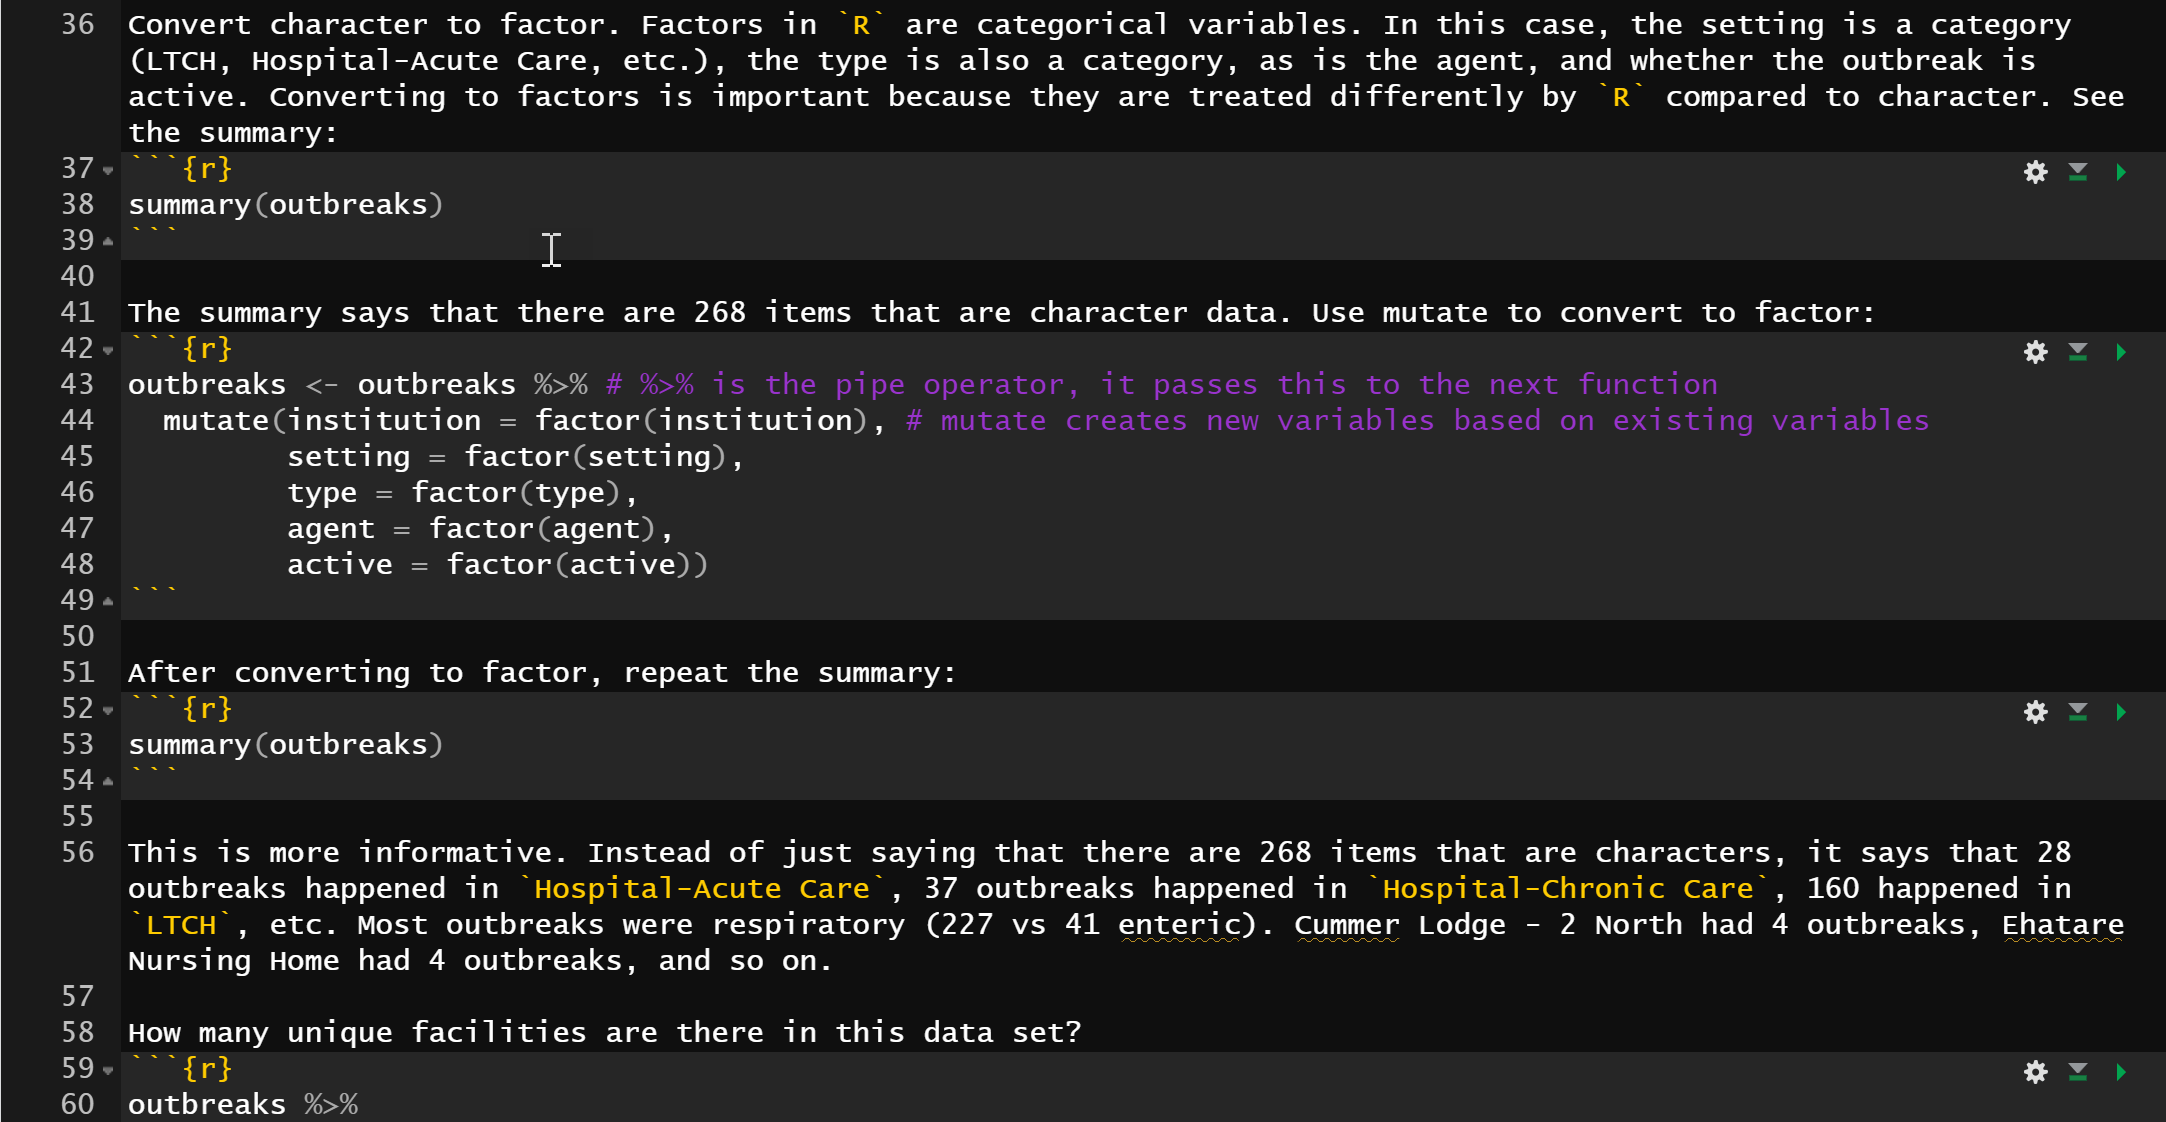 36 Convert character to factor. Factors in `R` are categorical variables. In this case, the setting is a category
(LTCH, Hospital-Acute Care, etc.), the type is also a category, as is the agent, and whether the outbreak is
active. Converting to factors is important because they are treated differently by `R` compared to character. See
the summary:
37 ```{r}
38 summary(outbreaks)
39 ```
40
41 The summary says that there are 268 items that are character data. Use mutate to convert to factor:
42 ```{r}
43 outbreaks <- outbreaks %>% # %>% is the pipe operator, it passes this to the next function
44   mutate(institution = factor(institution), # mutate creates new variables based on existing variables
45          setting = factor(setting),
46          type = factor(type),
47          agent = factor(agent),
48          active = factor(active))
49 ```
50
51 After converting to factor, repeat the summary:
52 ```{r}
53 summary(outbreaks)
54 ```
55
56 This is more informative. Instead of just saying that there are 268 items that are characters, it says that 28
outbreaks happened in `Hospital-Acute Care`, 37 outbreaks happened in `Hospital-Chronic Care`, 160 happened in
`LTCH`, etc. Most outbreaks were respiratory (227 vs 41 enteric). Cummer Lodge - 2 North had 4 outbreaks, Ehatare
Nursing Home had 4 outbreaks, and so on.
57
58 How many unique facilities are there in this data set?
59 ```{r}
60 outbreaks %>%